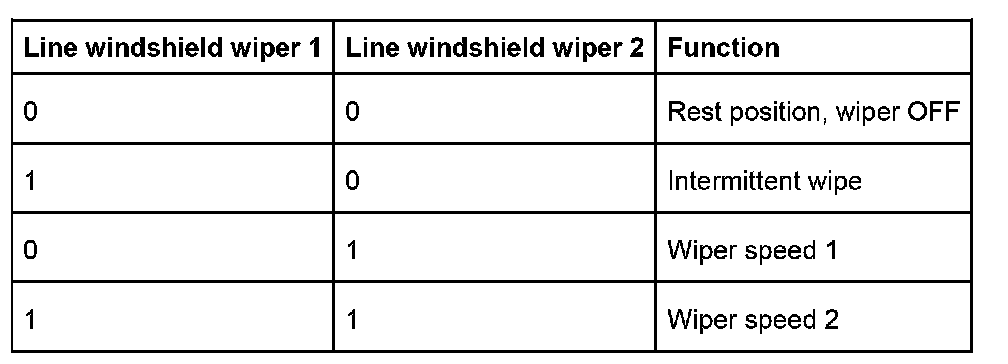 Line windshield wiper 1 Line windshield wiper 2 Function
0 0 Rest position, wiper OFF
1 0 Intermittent wipe
0 1 Wiper speed 1
1 1 Wiper speed 2